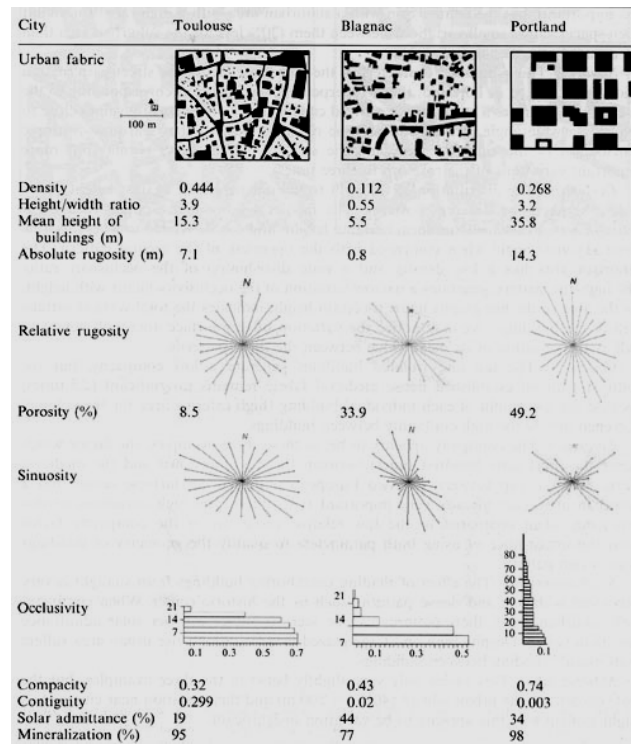 City Toulouse Blagnac Portland
Urban fabric
N
100 m
Density 0.444 0.112 0.268
Height/width ratio 3.9 0.55 3.2
Mean height of 15.3 5.5 35.8
buildings (m)
Absolute rugosity (m) 7.1 0.8 14.3
N N N
Relative rugosity
Porosity (%) 8.5 33.9 49.2
N N N
Sinuosity
80
70
60
50
40
30
20
10
0.1
Occlusivity
21
14
7
0.1 0.3 0.5 0.7
21
14
7
0.1 0.3 0.5
Compacity 0.32 0.43 0.74
Contiguity 0.299 0.02 0.003
Solar admittance (%) 19 44 34
Mineralization (%) 95 77 98